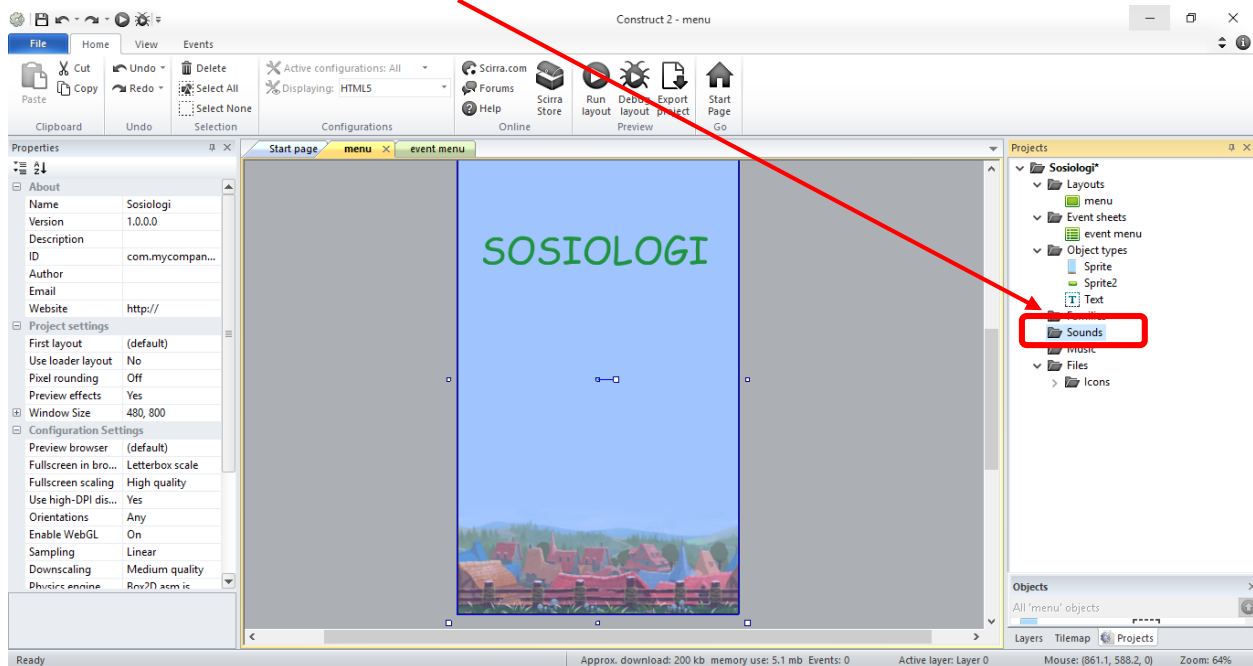 Construct 2 - menu
File Home View Events
Paste
Cut
Copy
Clipboard
Undo
Redo
Undo
Delete
Select All
Select None
Selection
Active configurations: All
Displaying: HTML5
Configurations
Scirra.com
Forums
Help
Scirra Store
Online
Run layout
Debug layout
Export project
Preview
Start Page
Go
Properties
About
Name Sosiologi
Version 1.0.0.0
Description
ID com.mycompan...
Author
Email
Website http://
Project settings
First layout (default)
Use loader layout No
Pixel rounding Off
Preview effects Yes
Window Size 480, 800
Configuration Settings
Preview browser (default)
Fullscreen in bro... Letterbox scale
Fullscreen scaling High quality
Use high-DPI dis... Yes
Orientations Any
Enable WebGL On
Sampling Linear
Downscaling Medium quality
Physics engine Box2D asm.js
Start page menu event menu
SOSIOLOGI
Projects
Sosiologi*
Layouts
menu
Event sheets
event menu
Object types
Sprite
Sprite2
T Text
Families
Sounds
Music
Files
Icons
Objects
All 'menu' objects
Layers Tilemap Projects
Ready Approx. download: 200 kb memory use: 5.1 mb Events: 0 Active layer: Layer 0 Mouse: (861.1, 588.2, 0) Zoom: 64%